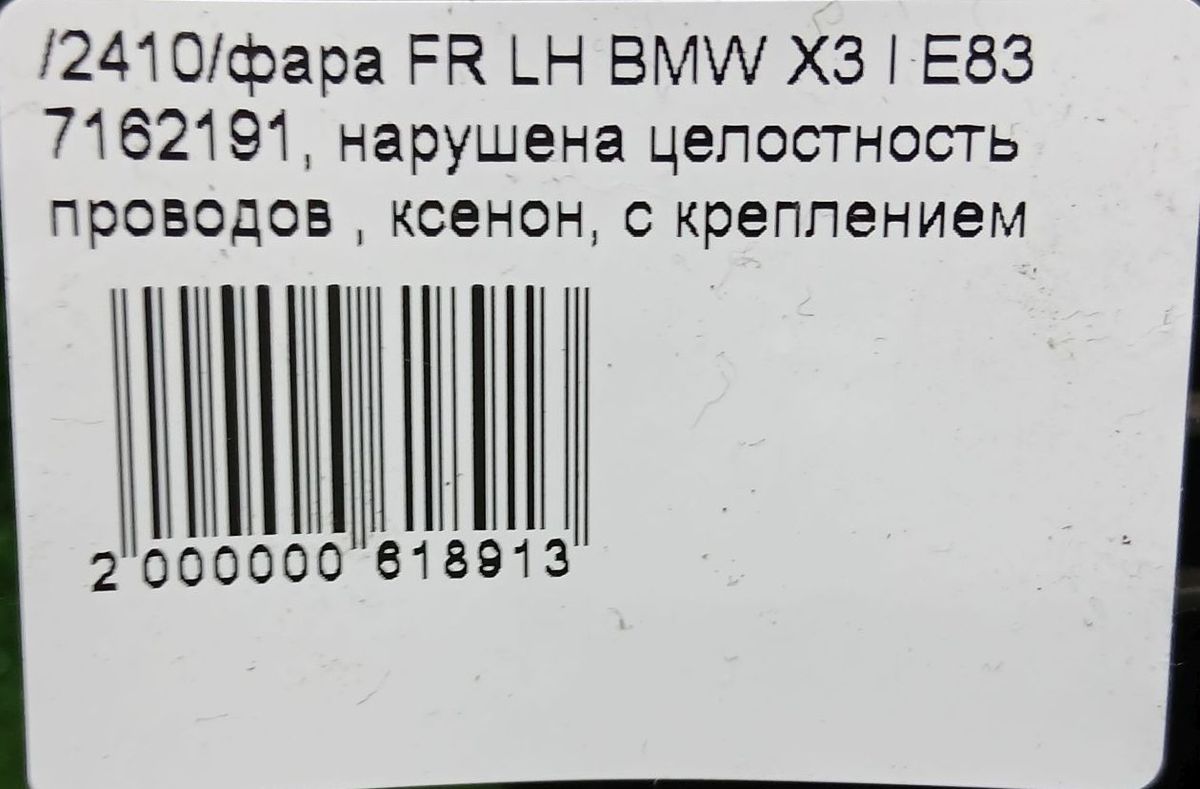 /2410/фара FR LH BMW X3 I E83
7162191, нарушена целостность
проводов , ксенон, с креплением
2 000000 618913